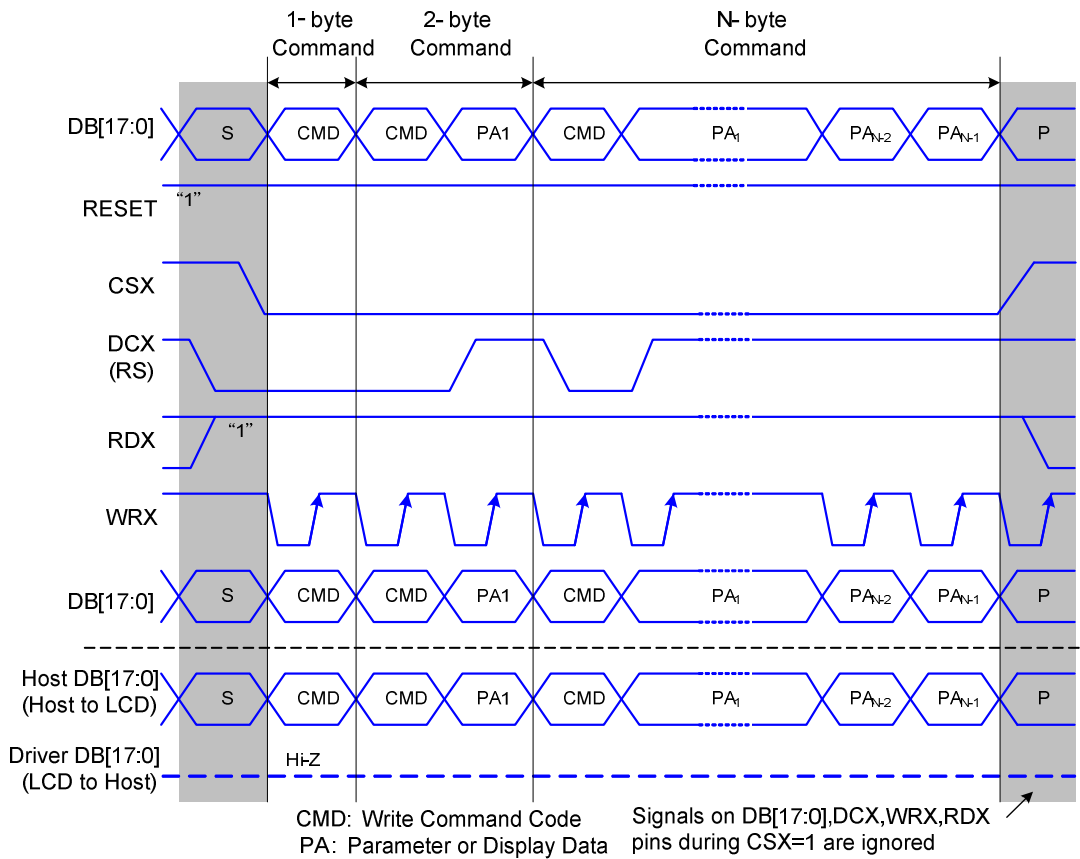 1- byte
Command
2- byte
Command
N- byte
Command
DB[17:0]
S
CMD
CMD
PA1
CMD
PA1
PAN-2
PAN-1
P
RESET
“1”
CSX
DCX
(RS)
RDX
“1”
WRX
DB[17:0]
S
CMD
CMD
PA1
CMD
PA1
PAN-2
PAN-1
P
Host DB[17:0]
(Host to LCD)
S
CMD
CMD
PA1
CMD
PA1
PAN-2
PAN-1
P
Driver DB[17:0]
(LCD to Host)
Hi-Z
CMD: Write Command Code
PA: Parameter or Display Data
Signals on DB[17:0],DCX,WRX,RDX
pins during CSX=1 are ignored